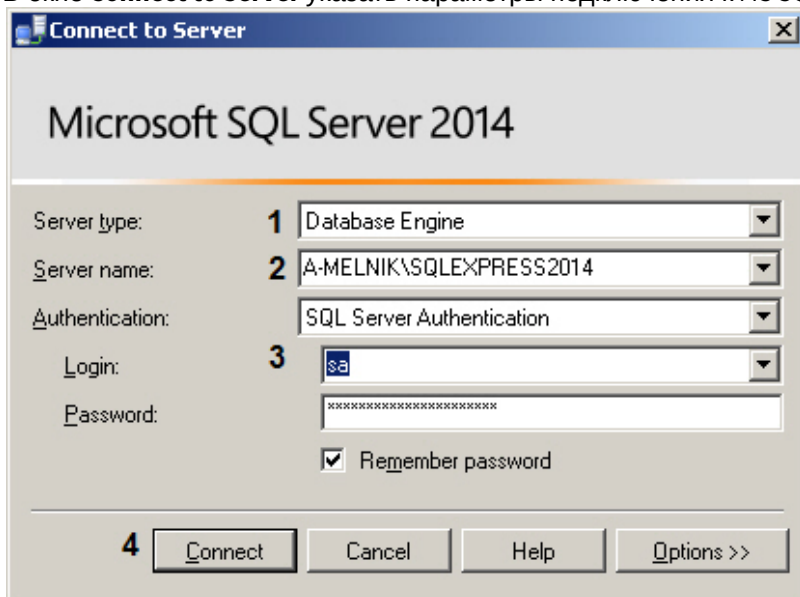 Connect to Server
Microsoft SQL Server 2014
Server type: 1 Database Engine
Server name: 2 A-MELNIK\SQLEXPRESS2014
Authentication: SQL Server Authentication
Login: 3 sa
Password: **********************
Remember password
4 Connect Cancel Help Options >>